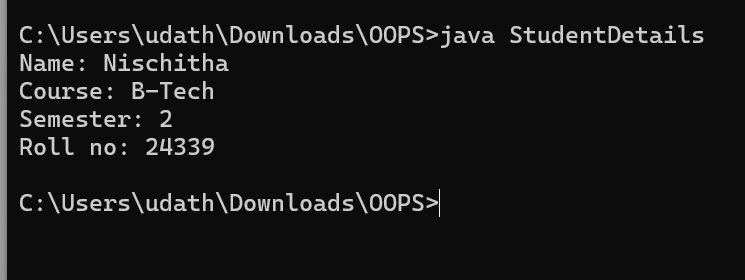 C:\Users\udath\Downloads\OOPS>java StudentDetails
Name: Nischitha
Course: B-Tech
Semester: 2
Roll no: 24339
C:\Users\udath\Downloads\OOPS>